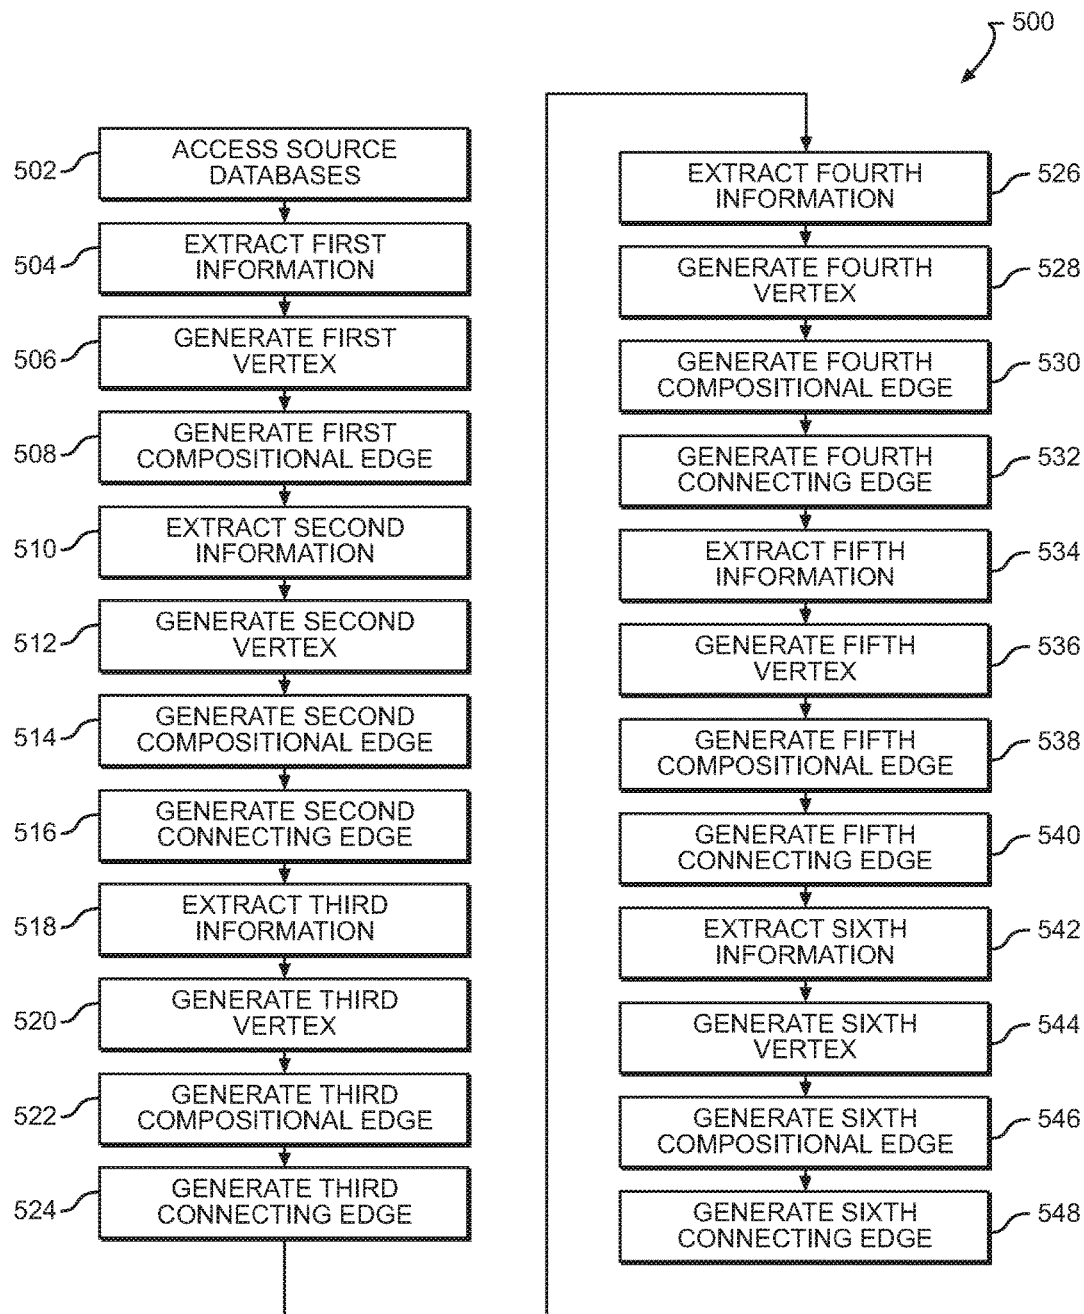 500
502
ACCESS SOURCE
DATABASES
504
EXTRACT FIRST
INFORMATION
506
GENERATE FIRST
VERTEX
508
GENERATE FIRST
COMPOSITIONAL EDGE
510
EXTRACT SECOND
INFORMATION
512
GENERATE SECOND
VERTEX
514
GENERATE SECOND
COMPOSITIONAL EDGE
516
GENERATE SECOND
CONNECTING EDGE
518
EXTRACT THIRD
INFORMATION
520
GENERATE THIRD
VERTEX
522
GENERATE THIRD
COMPOSITIONAL EDGE
524
GENERATE THIRD
CONNECTING EDGE
EXTRACT FOURTH
INFORMATION
526
GENERATE FOURTH
VERTEX
528
GENERATE FOURTH
COMPOSITIONAL EDGE
530
GENERATE FOURTH
CONNECTING EDGE
532
EXTRACT FIFTH
INFORMATION
534
GENERATE FIFTH
VERTEX
536
GENERATE FIFTH
COMPOSITIONAL EDGE
538
GENERATE FIFTH
CONNECTING EDGE
540
EXTRACT SIXTH
INFORMATION
542
GENERATE SIXTH
VERTEX
544
GENERATE SIXTH
COMPOSITIONAL EDGE
546
GENERATE SIXTH
CONNECTING EDGE
548